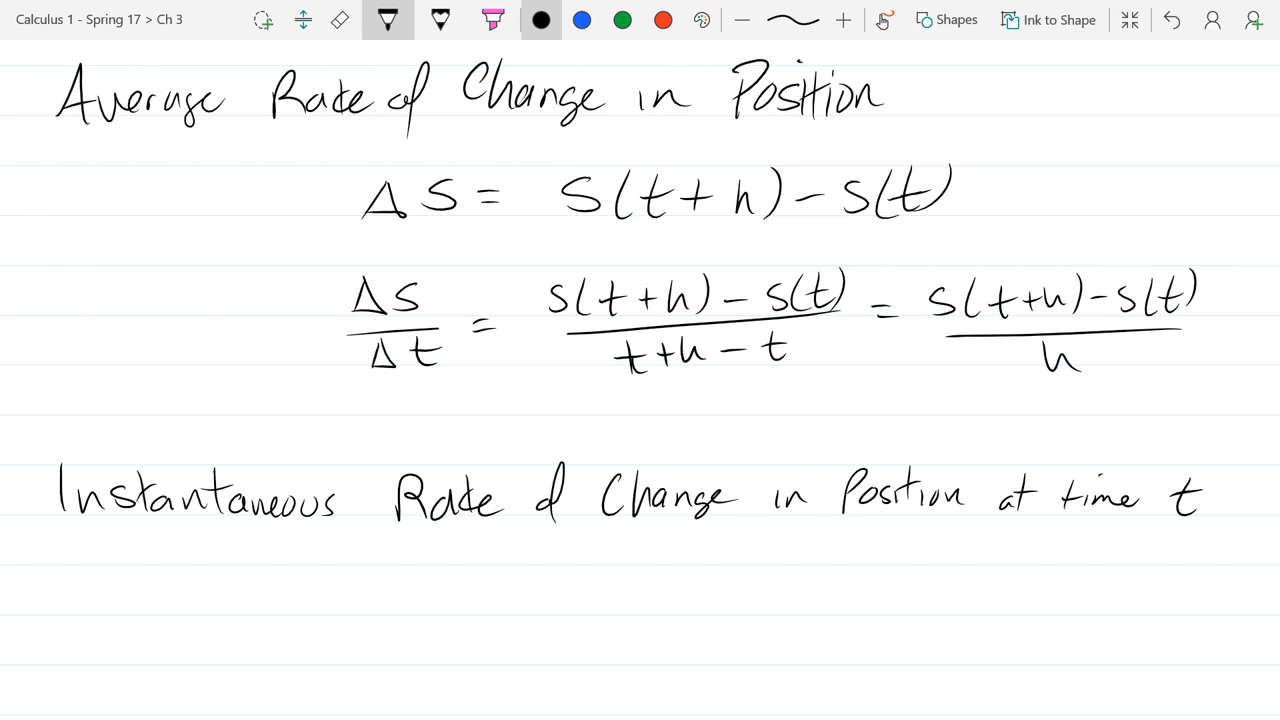 Calculus 1 - Spring 17 > Ch 3 Shapes Ink to Shape
Average Rate of Change in Position
ΔS = S(t+h) - S(t)
ΔS/Δt = S(t+h) - S(t)/t+h-t = S(t+h) - S(t)/h
Instantaneous Rate of Change in Position at time t